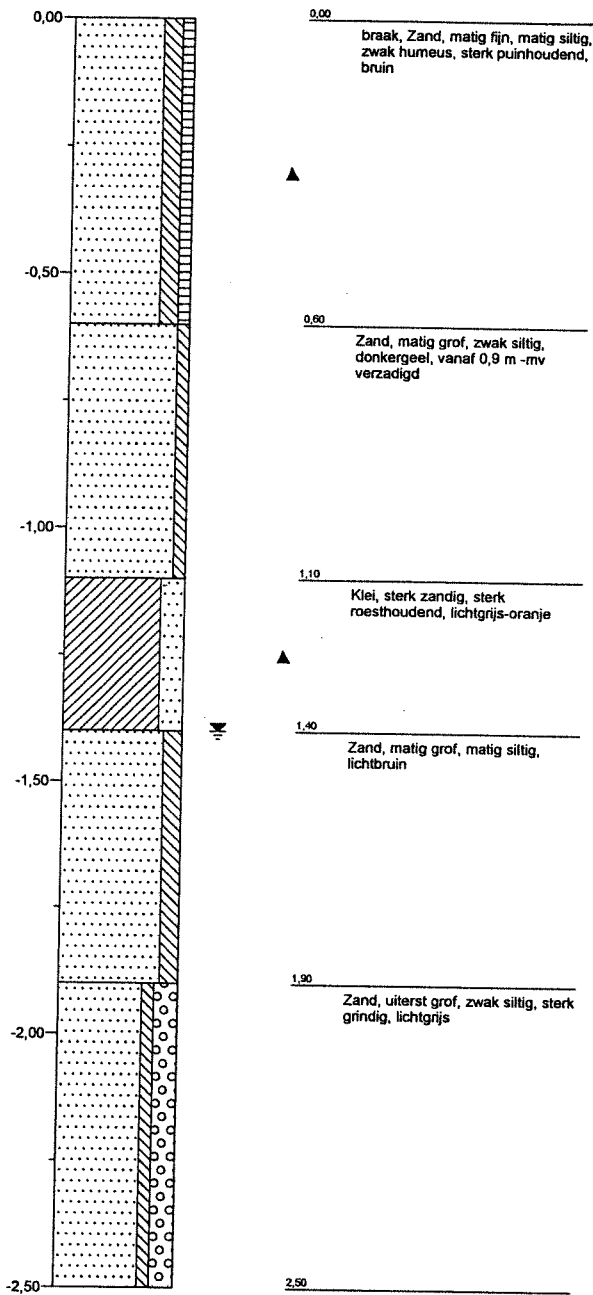 0,00
0,00
braak, Zand, matig fijn, matig siltig,
zwak humeus, sterk puinhoudend,
bruin
-0,50
0,60
Zand, matig grof, zwak siltig,
donkergeel, vanaf 0,9 m -mv
verzadigd
-1,00
1,10
Klei, sterk zandig, sterk
roesthoudend, lichtgrijs-oranje
1,40
Zand, matig grof, matig siltig,
lichtbruin
-1,50
1,90
Zand, uiterst grof, zwak siltig, sterk
grindig, lichtgrijs
-2,00
-2,50
2,50